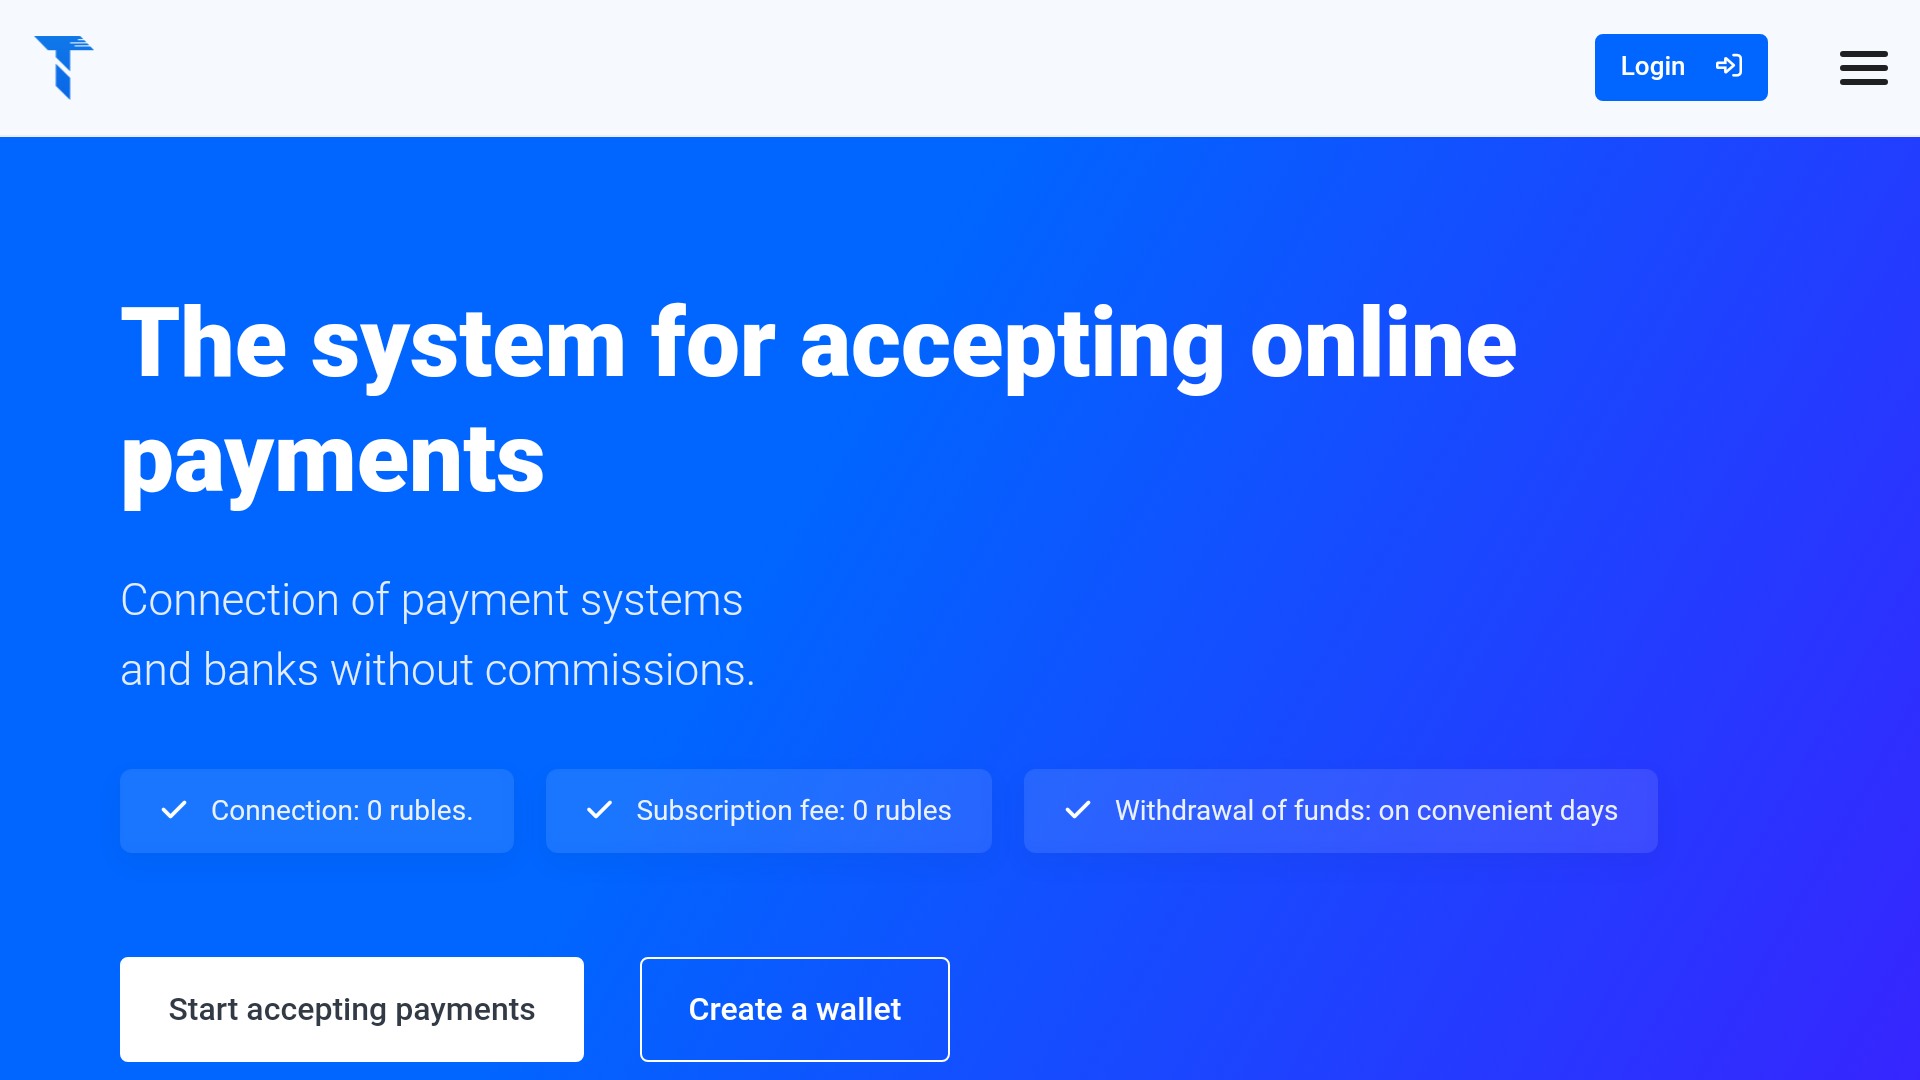 Login
The system for accepting online
payments
Connection of payment systems
and banks without commissions.
Connection: 0 rubles.
Subscription fee: 0 rubles
Withdrawal of funds: on convenient days
Start accepting payments
Create a wallet